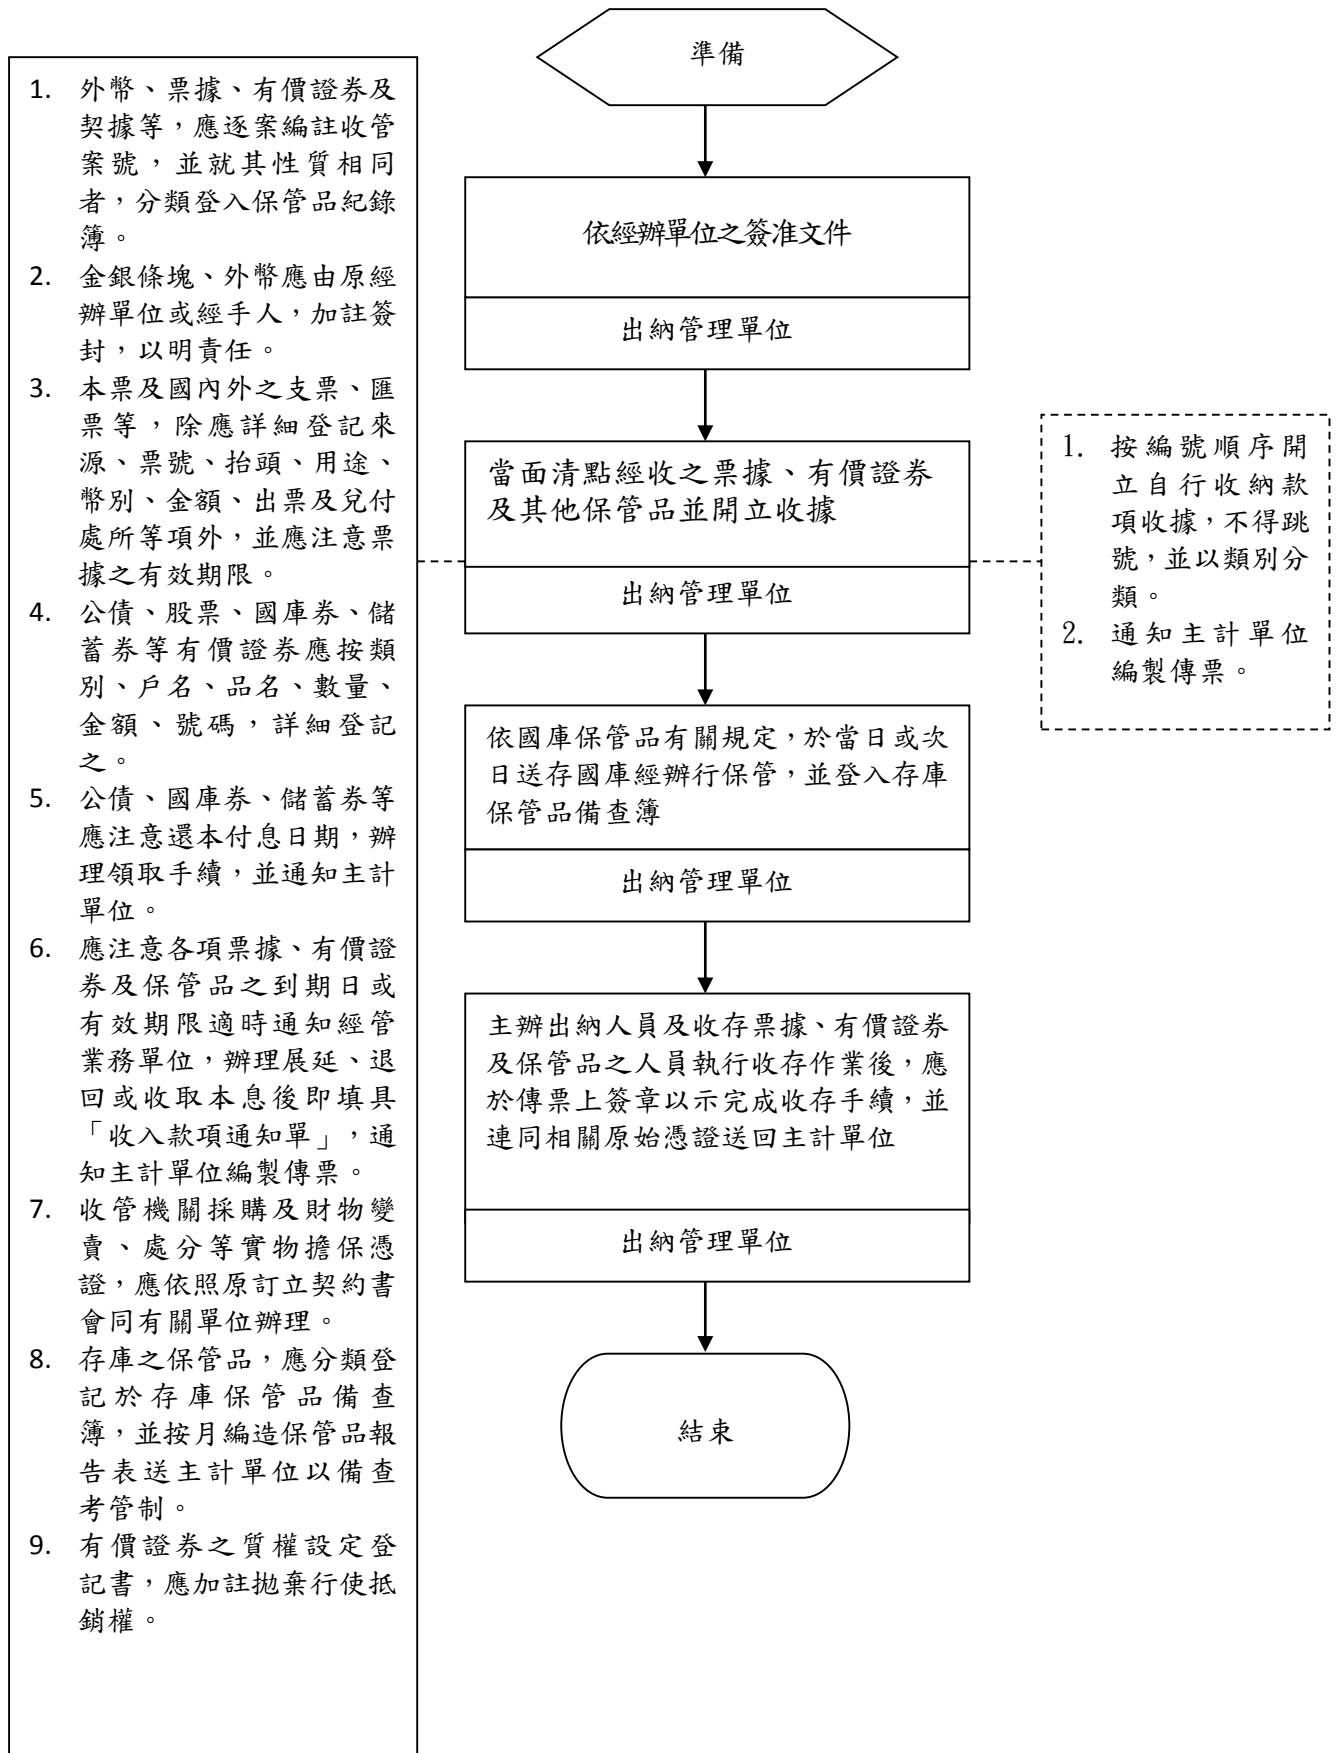 準備
1. 外幣、票據、有價證券及
契據等，應逐案編註收管
案號，並就其性質相同
者，分類登入保管品紀錄
簿。
2. 金銀條塊、外幣應由原經
辦單位或經手人，加註簽
封，以明責任。
3. 本票及國內外之支票、匯
票等，除應詳細登記來
源、票號、抬頭、用途、
幣別、金額、出票及兌付
處所等項外，並應注意票
據之有效期限。
4. 公債、股票、國庫券、儲
蓄券等有價證券應按類
別、戶名、品名、數量、
金額、號碼，詳細登記
之。
5. 公債、國庫券、儲蓄券等
應注意還本付息日期，辦
理領取手續，並通知主計
單位。
6. 應注意各項票據、有價證
券及保管品之到期日或
有效期限適時通知經管
業務單位，辦理展延、退
回或收取本息後即填具
「收入款項通知單」，通
知主計單位編製傳票。
7. 收管機關採購及財物變
賣、處分等實物擔保憑
證，應依照原訂立契約書
會同有關單位辦理。
8. 存庫之保管品，應分類登
記於存庫保管品備查
簿，並按月編造保管品報
告表送主計單位以備查
考管制。
9. 有價證券之質權設定登
記書，應加註拋棄行使抵
銷權。
依經辦單位之簽准文件
出納管理單位
當面清點經收之票據、有價證券
及其他保管品並開立收據
出納管理單位
1. 按編號順序開
立自行收納款
項收據，不得跳
號，並以類別分
類。
2. 通知主計單位
編製傳票。
依國庫保管品有關規定，於當日或次
日送存國庫經辦行保管，並登入存庫
保管品備查簿
出納管理單位
主辦出納人員及收存票據、有價證券
及保管品之人員執行收存作業後，應
於傳票上簽章以示完成收存手續，並
連同相關原始憑證送回主計單位
出納管理單位
結束